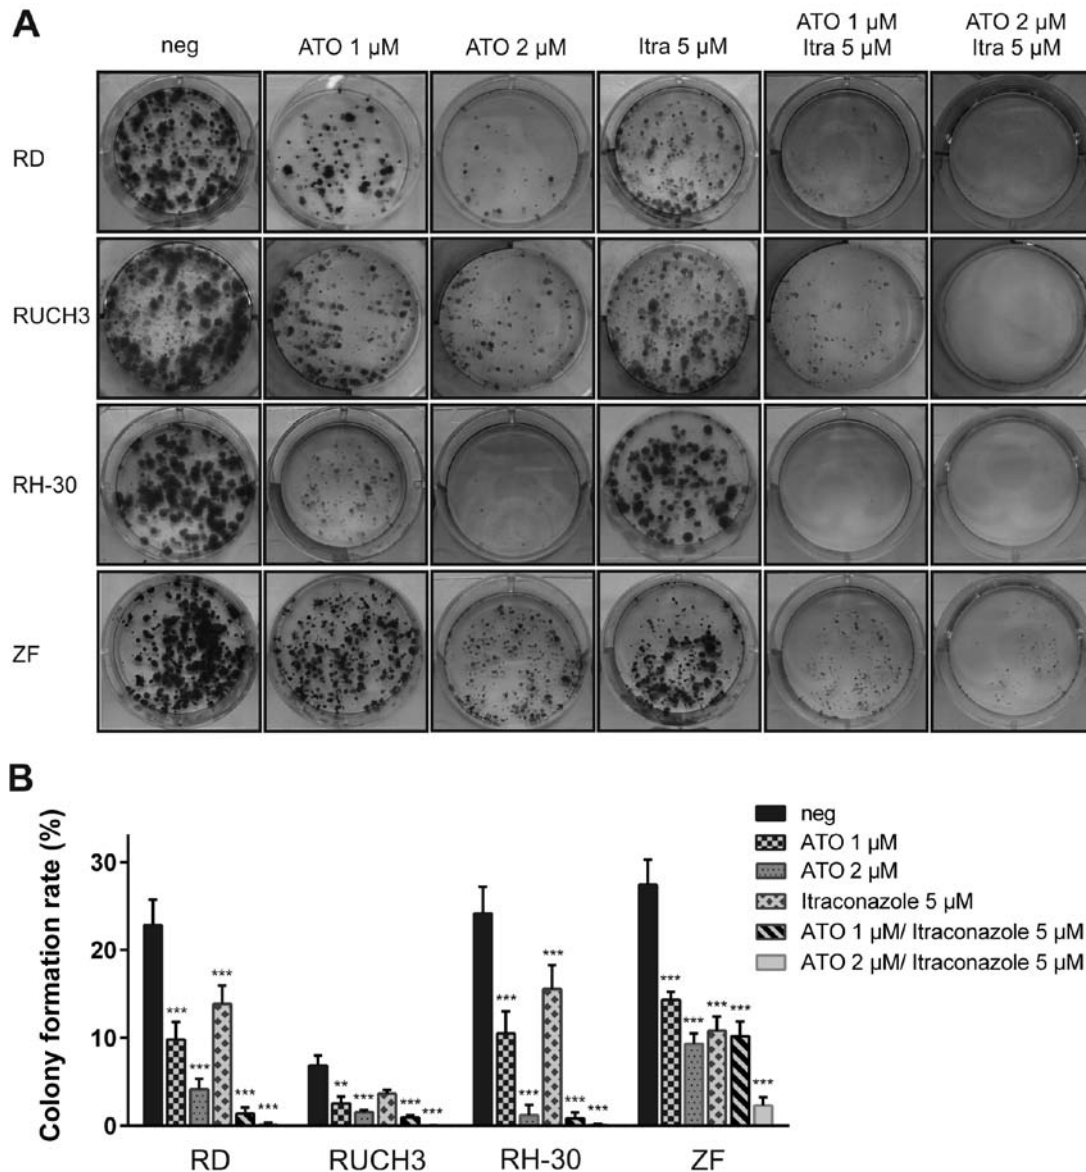 A
neg
ATO 1 µM
ATO 2 µM
Itra 5 µM
ATO 1 µM
Itra 5 µM
ATO 2 µM
Itra 5 µM
RD
RUCH3
RH-30
ZF
B
Colony formation rate (%)
30
20
10
0
***
***
***
***
***
**
***
***
***
***
***
***
***
***
***
***
***
***
***
RD
RUCH3
RH-30
ZF
neg
ATO 1 µM
ATO 2 µM
Itraconazole 5 µM
ATO 1 µM/ Itraconazole 5 µM
ATO 2 µM/ Itraconazole 5 µM